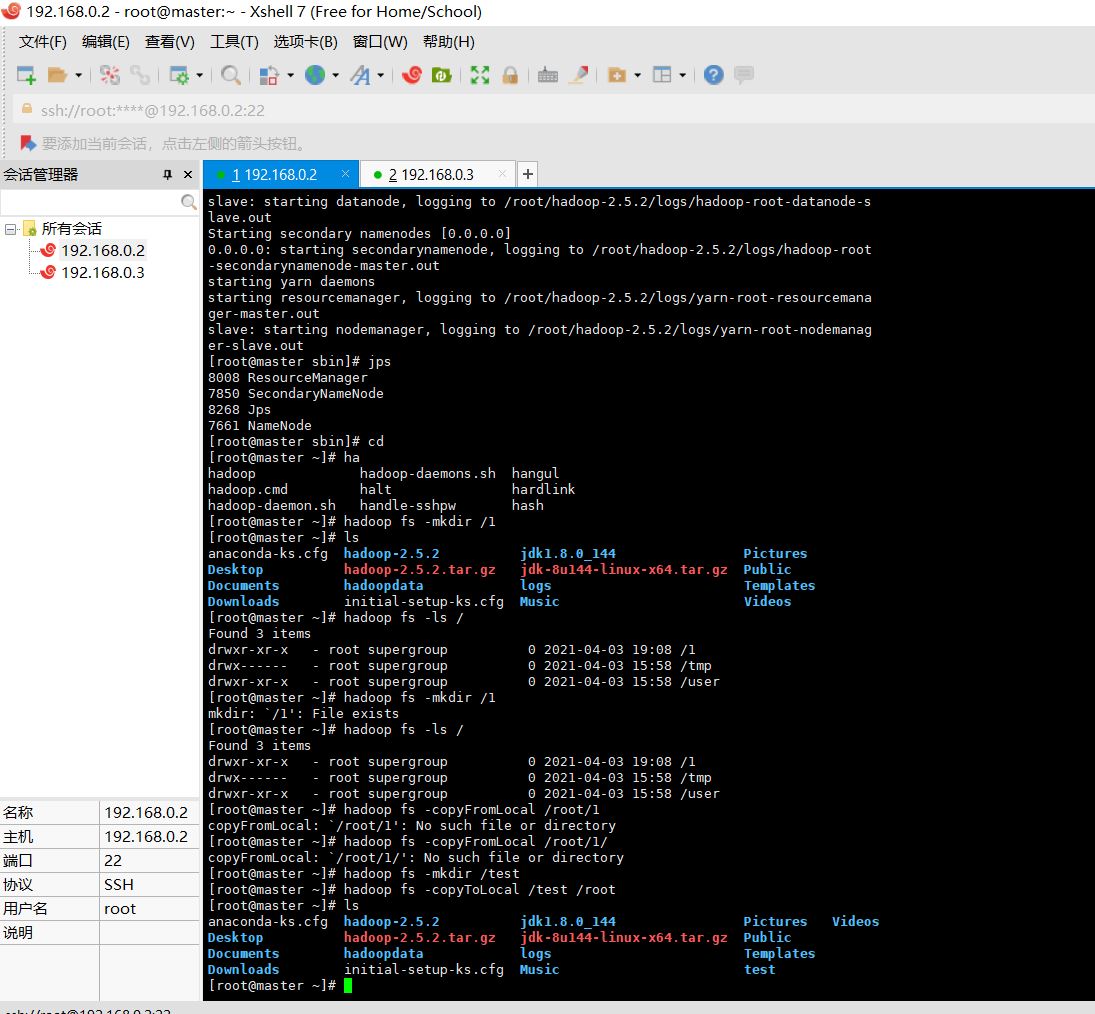 192.168.0.2 - root@master:~ - Xshell 7 (Free for Home/School)
文件(F) 编辑(E) 查看(V) 工具(T) 选项卡(B) 窗口(W) 帮助(H)
ssh://root:****@192.168.0.2:22
要添加当前会话，点击左侧的箭头按钮。
会话管理器
1 192.168.0.2
2 192.168.0.3
所有会话
192.168.0.2
192.168.0.3
名称 192.168.0.2
主机 192.168.0.2
端口 22
协议 SSH
用户名 root
说明
slave: starting datanode, logging to /root/hadoop-2.5.2/logs/hadoop-root-datanode-s
lave.out
Starting secondary namenodes [0.0.0.0]
0.0.0.0: starting secondarynamenode, logging to /root/hadoop-2.5.2/logs/hadoop-root
-secondarynamenode-master.out
starting yarn daemons
starting resourcemanager, logging to /root/hadoop-2.5.2/logs/yarn-root-resourcemana
ger-master.out
slave: starting nodemanager, logging to /root/hadoop-2.5.2/logs/yarn-root-nodemanag
er-slave.out
[root@master sbin]# jps
8008 ResourceManager
7850 SecondaryNameNode
8268 Jps
7661 NameNode
[root@master sbin]# cd
[root@master ~]# ha
hadoop hadoop-daemons.sh hangul
hadoop.cmd halt hardlink
hadoop-daemon.sh handle-sshpw hash
[root@master ~]# hadoop fs -mkdir /1
[root@master ~]# ls
anaconda-ks.cfg hadoop-2.5.2 jdk1.8.0_144 Pictures
Desktop hadoop-2.5.2.tar.gz jdk-8u144-linux-x64.tar.gz Public
Documents hadoopdata logs Templates
Downloads initial-setup-ks.cfg Music Videos
[root@master ~]# hadoop fs -ls /
Found 3 items
drwxr-xr-x - root supergroup 0 2021-04-03 19:08 /1
drwx------ - root supergroup 0 2021-04-03 15:58 /tmp
drwxr-xr-x - root supergroup 0 2021-04-03 15:58 /user
[root@master ~]# hadoop fs -mkdir /1
mkdir: `/1': File exists
[root@master ~]# hadoop fs -ls /
Found 3 items
drwxr-xr-x - root supergroup 0 2021-04-03 19:08 /1
drwx------ - root supergroup 0 2021-04-03 15:58 /tmp
drwxr-xr-x - root supergroup 0 2021-04-03 15:58 /user
[root@master ~]# hadoop fs -copyFromLocal /root/1
copyFromLocal: `/root/1': No such file or directory
[root@master ~]# hadoop fs -copyFromLocal /root/1/
copyFromLocal: `/root/1/': No such file or directory
[root@master ~]# hadoop fs -mkdir /test
[root@master ~]# hadoop fs -copyToLocal /test /root
[root@master ~]# ls
anaconda-ks.cfg hadoop-2.5.2 jdk1.8.0_144 Pictures Videos
Desktop hadoop-2.5.2.tar.gz jdk-8u144-linux-x64.tar.gz Public
Documents hadoopdata logs Templates
Downloads initial-setup-ks.cfg Music test
[root@master ~]#
ssh://root@192.168.0.2:22